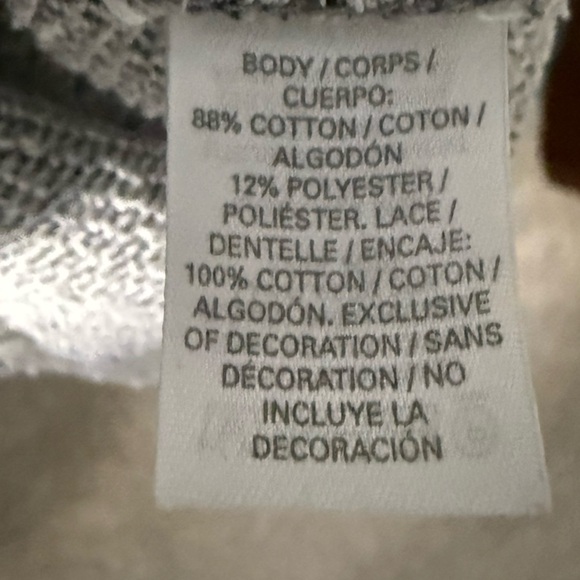 BODY / CORPS /
CUERPO:
88% COTTON / COTON /
ALGODÓN
12% POLYESTER /
POLIÉSTER. LACE /
DENTELLE / ENCAJE:
100% COTTON / COTON /
ALGODÓN. EXCLUSIVE
OF DECORATION / SANS
DÉCORATION / NO
INCLUYE LA
DECORACIÓN